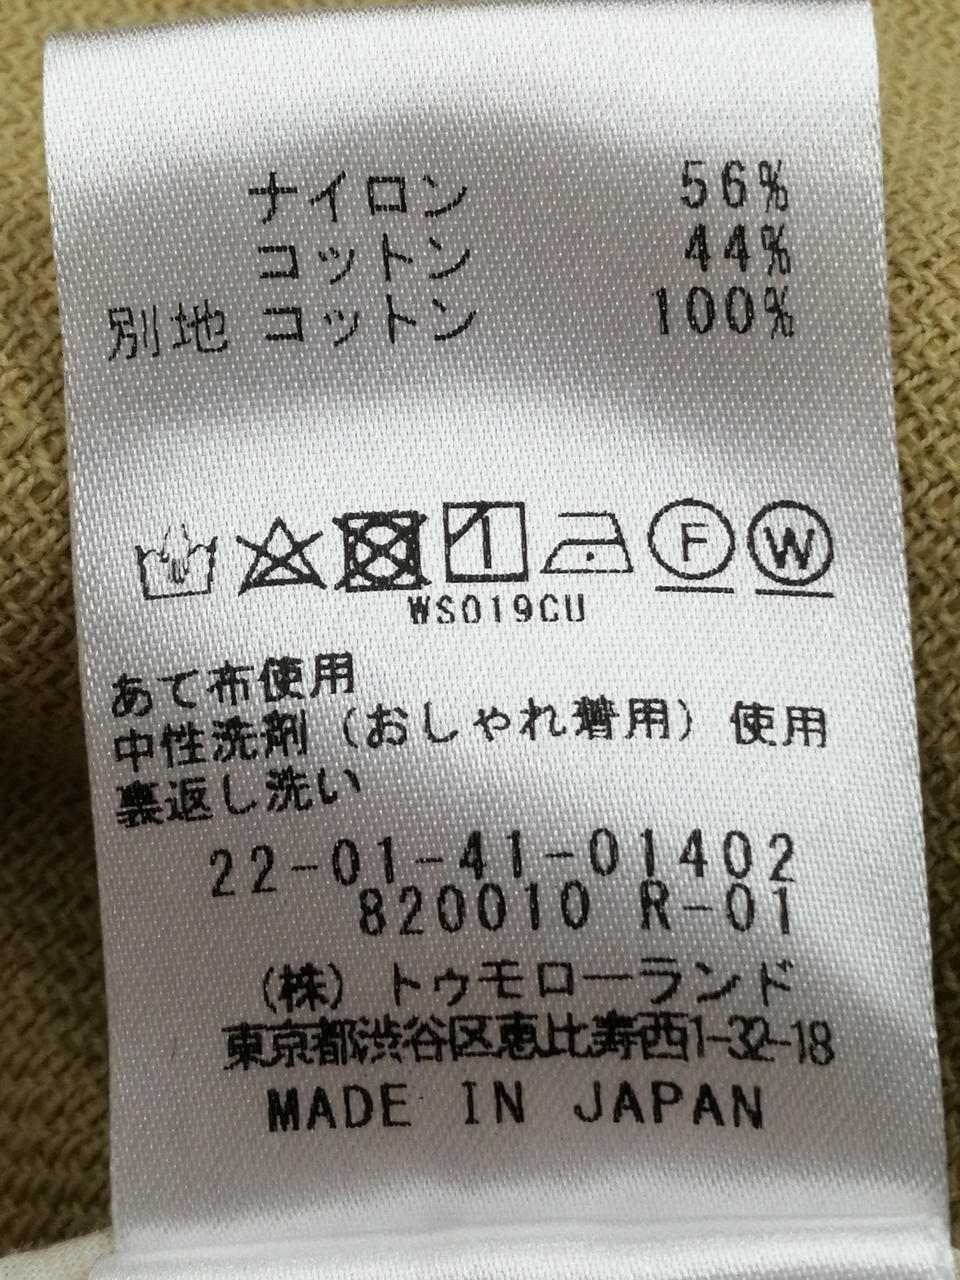 ナイロン 56%
コットン 44%
別地 コットン 100%
F W
WS019CU
あて布使用
中性洗剤（おしゃれ着用）使用
裏返し洗い
22-01-41-01402
820010 R-01
（株）トゥモローランド
東京都渋谷区恵比寿西1-32-18
MADE IN JAPAN